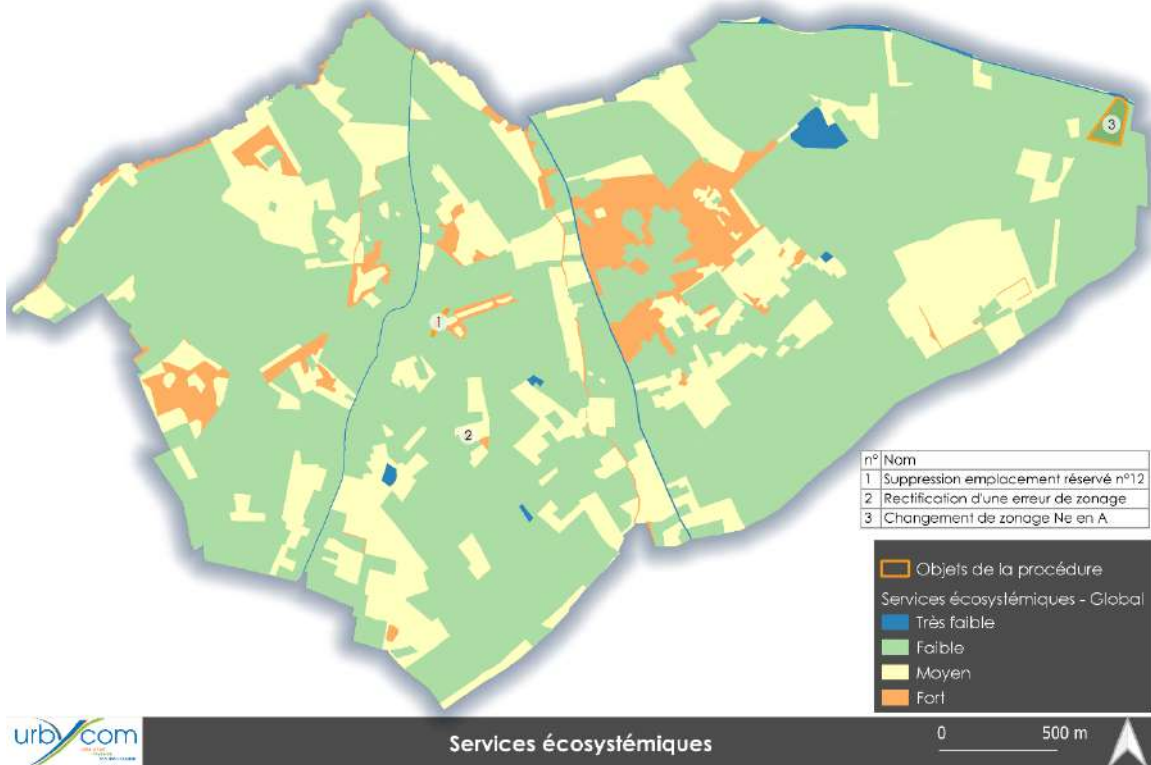 3
1
2
n° Nom
1 Suppression emplacement réservé n°12
2 Rectification d'une erreur de zonage
3 Changement de zonage Ne en A
Objets de la procédure
Services écosystémiques - Global
Très faible
Faible
Moyen
Fort
urbycom
Services écosystémiques
0 500 m